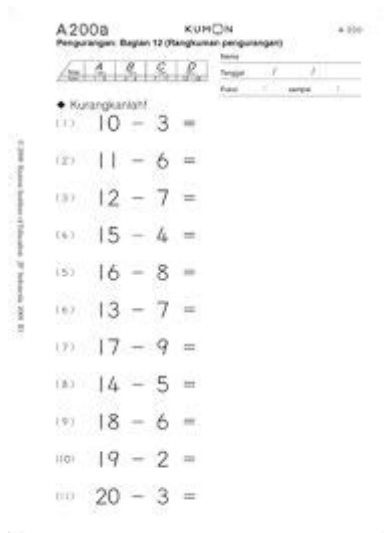 A200a KUMON A 200
Pengurangan: Bagian 12 (Rangkuman pengurangan)
Nama
A B C D
Tanggal / /
Pukul : sampai :
◆ Kurangkanlah!
(1) 10 − 3 =
(2) 11 − 6 =
(3) 12 − 7 =
(4) 15 − 4 =
(5) 16 − 8 =
(6) 13 − 7 =
(7) 17 − 9 =
(8) 14 − 5 =
(9) 18 − 6 =
(10) 19 − 2 =
(11) 20 − 3 =